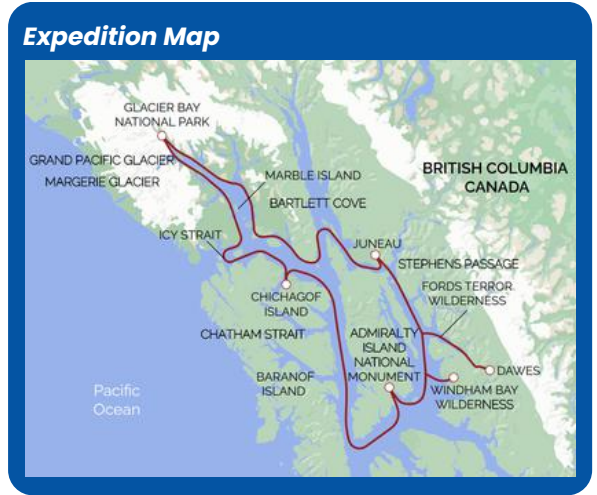 Expedition Map
GLACIER BAY
NATIONAL PARK
GRAND PACIFIC GLACIER
MARGERIE GLACIER
MARBLE ISLAND
BARTLETT COVE
BRITISH COLUMBIA
CANADA
ICY STRAIT
JUNEAU
STEPHENS PASSAGE
FORDS TERROR
WILDERNESS
CHICHAGOF
ISLAND
CHATHAM STRAIT
ADMIRALTY
ISLAND
NATIONAL
MONUMENT
BARANOF
ISLAND
DAWES
WINDHAM BAY
WILDERNESS
Pacific
Ocean